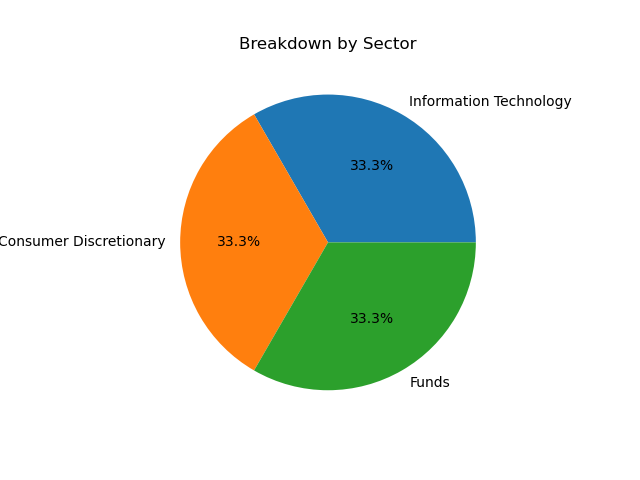 Breakdown by Sector
Information Technology
33.3%
Consumer Discretionary
33.3%
33.3%
Funds